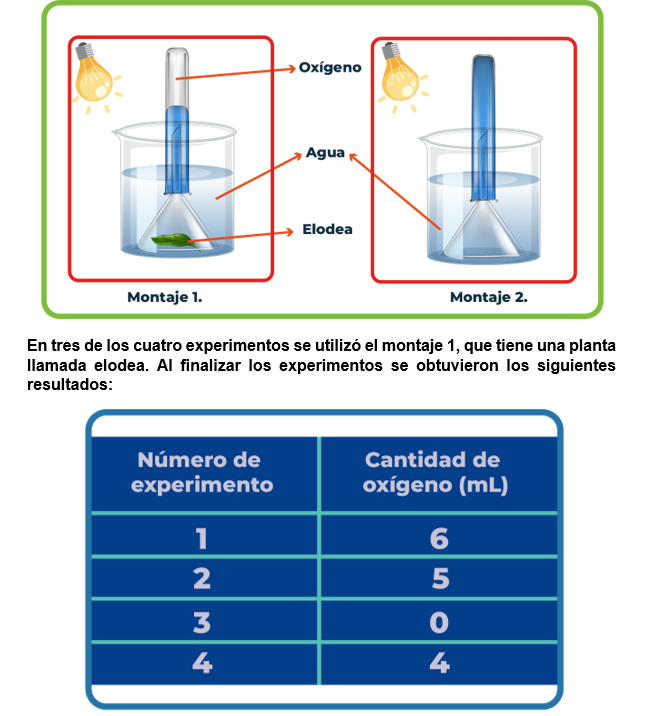 Oxígeno
Agua
Elodea
Montaje 1.
Montaje 2.
En tres de los cuatro experimentos se utilizó el montaje 1, que tiene una planta
llamada elodea. Al finalizar los experimentos se obtuvieron los siguientes
resultados:
Número de experimento
Cantidad de oxígeno (mL)
1 6
2 5
3 0
4 4